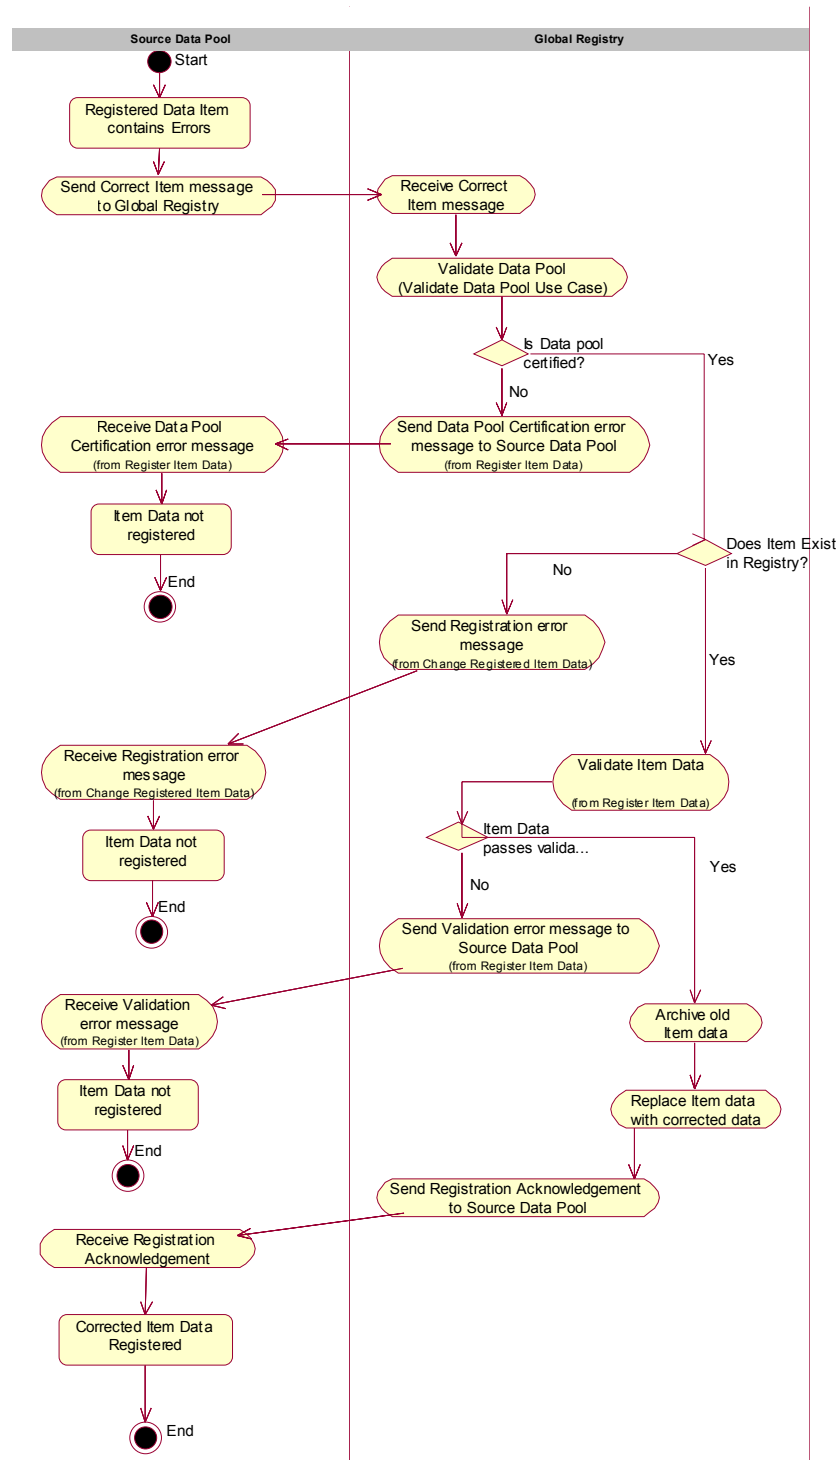 Source Data Pool
Global Registry
Start
Registered Data Item
contains Errors
Send Correct Item message
to Global Registry
Receive Correct
Item message
Validate Data Pool
(Validate Data Pool Use Case)
Is Data pool
certified?
Yes
No
Send Data Pool Certification error
message to Source Data Pool
(from Register Item Data)
Receive Data Pool
Certification error message
(from Register Item Data)
Item Data not
registered
End
Does Item Exist
in Registry?
No
Yes
Send Registration error
message
(from Change Registered Item Data)
Receive Registration error
message
(from Change Registered Item Data)
Item Data not
registered
End
Validate Item Data
(from Register Item Data)
Item Data
passes valida...
Yes
No
Send Validation error message to
Source Data Pool
(from Register Item Data)
Receive Validation
error message
(from Register Item Data)
Item Data not
registered
End
Archive old
Item data
Replace Item data
with corrected data
Send Registration Acknowledgement
to Source Data Pool
Receive Registration
Acknowledgement
Corrected Item Data
Registered
End